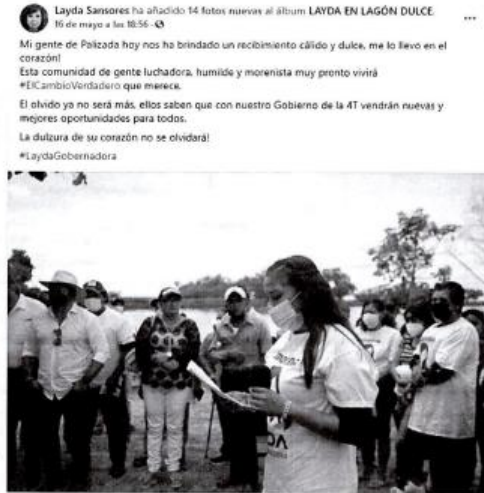 Layda Sansores ha añadido 14 fotos nuevas al álbum LAYDA EN LAGÓN DULCE.
16 de mayo a las 18:56 ·
Mi gente de Palizada hoy nos ha brindado un recibimiento cálido y dulce, me lo llevo en el
corazón!
Esta comunidad de gente luchadora, humilde y morenista muy pronto vivirá
#ElCambioVerdadero que merece.
El olvido ya no será más, ellos saben que con nuestro Gobierno de la 4T vendrán nuevas y
mejores oportunidades para todos.
La dulzura de su corazón no se olvidará!
#LaydaGobernadora